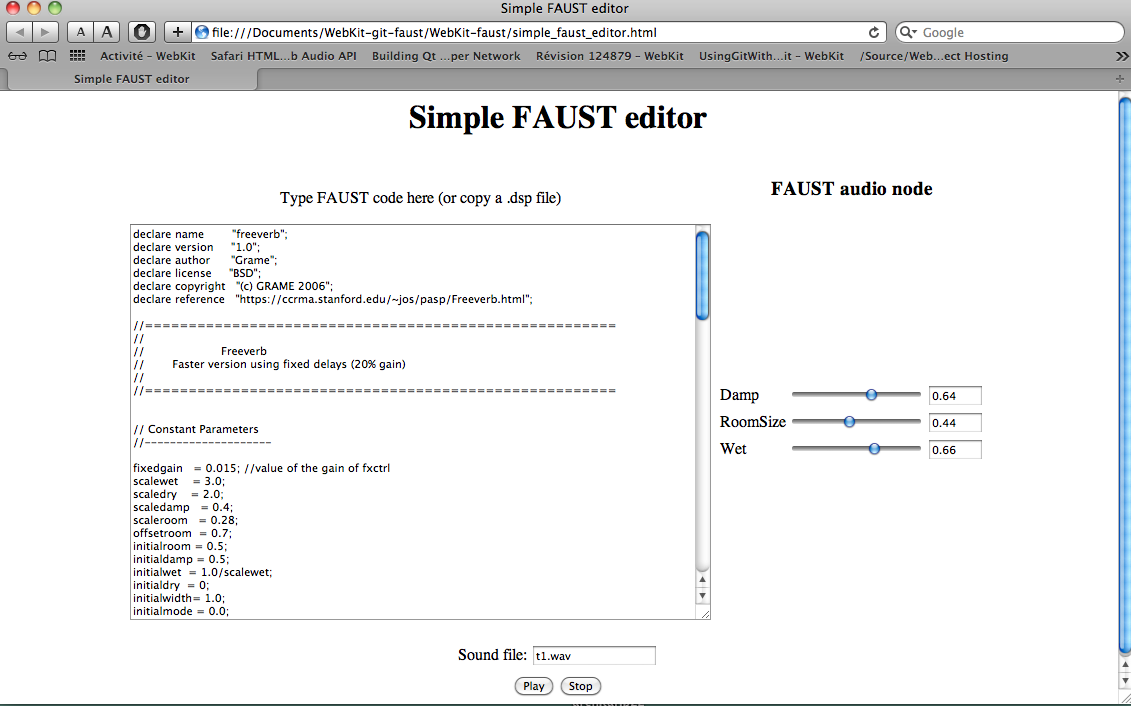 Simple FAUST editor
A A + file:///Documents/WebKit-git-faust/WebKit-faust/simple_faust_editor.html Google
Activité – WebKit Safari HTML...b Audio API Building Qt ...per Network Révision 124879 – WebKit UsingGitWith...it – WebKit /Source/Web...ect Hosting »
Simple FAUST editor +
Simple FAUST editor
Type FAUST code here (or copy a .dsp file)
FAUST audio node
declare name "freeverb";
declare version "1.0";
declare author "Grame";
declare license "BSD";
declare copyright "(c) GRAME 2006";
declare reference "https://ccrma.stanford.edu/~jos/pasp/Freeverb.html";
//======================================================
//
// Freeverb
// Faster version using fixed delays (20% gain)
//
//======================================================
// Constant Parameters
//--------------------
fixedgain = 0.015; //value of the gain of fxctrl
scalewet = 3.0;
scaledry = 2.0;
scaledamp = 0.4;
scaleroom = 0.28;
offsetroom = 0.7;
initialroom = 0.5;
initialdamp = 0.5;
initialwet = 1.0/scalewet;
initialdry = 0;
initialwidth= 1.0;
initialmode = 0.0;
Damp 0.64
RoomSize 0.44
Wet 0.66
Sound file: t1.wav
Play Stop